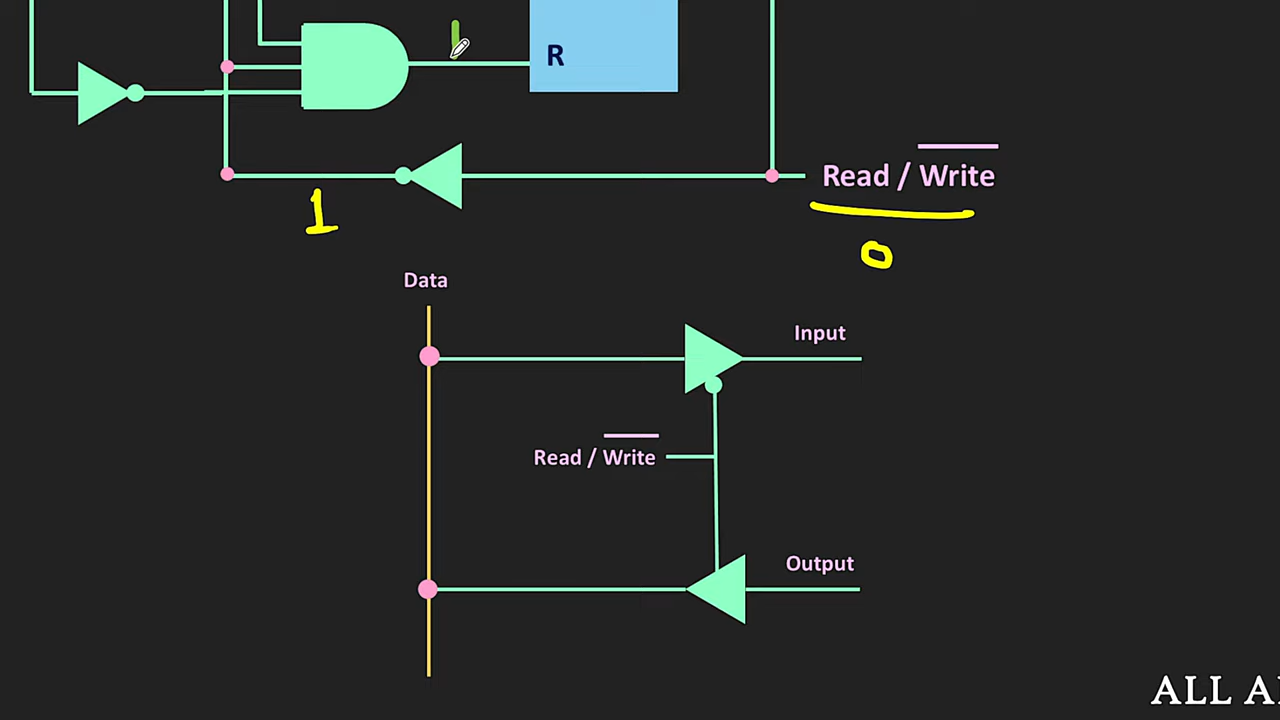 R
Read / Write
1
0
Data
Input
Read / Write
Output
ALL A